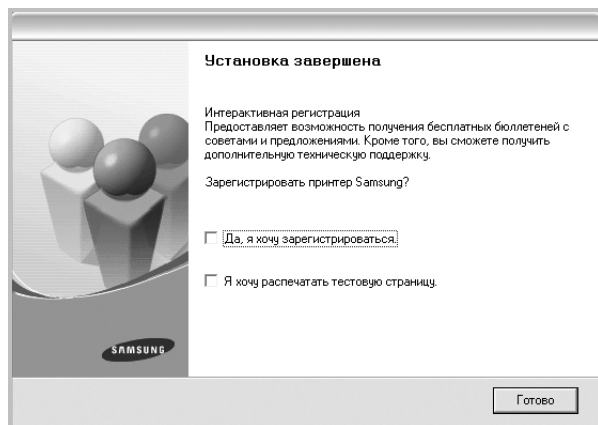 Установка завершена
Интерактивная регистрация
Предоставляет возможность получения бесплатных бюллетеней с
советами и предложениями. Кроме того, вы сможете получить
дополнительную техническую поддержку.
Зарегистрировать принтер Samsung?
Да, я хочу зарегистрироваться.
Я хочу распечатать тестовую страницу.
SAMSUNG
Готово